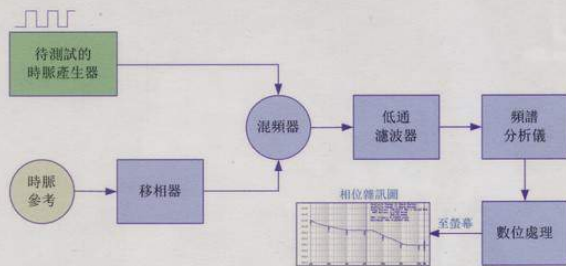 待測試的
時脈產生器
時脈
參考
移相器
混頻器
低通
濾波器
頻譜
分析儀
數位處理
至螢幕
相位雜訊圖